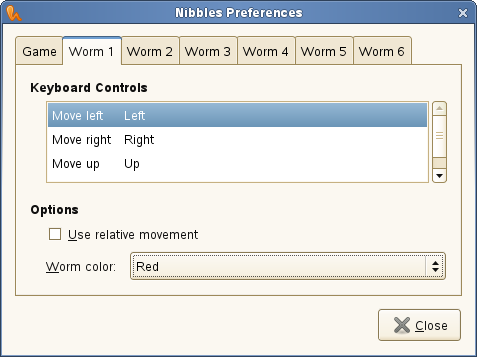 Nibbles Preferences
Game Worm 1 Worm 2 Worm 3 Worm 4 Worm 5 Worm 6
Keyboard Controls
Move left Left
Move right Right
Move up Up
Options
Use relative movement
Worm color: Red
Close